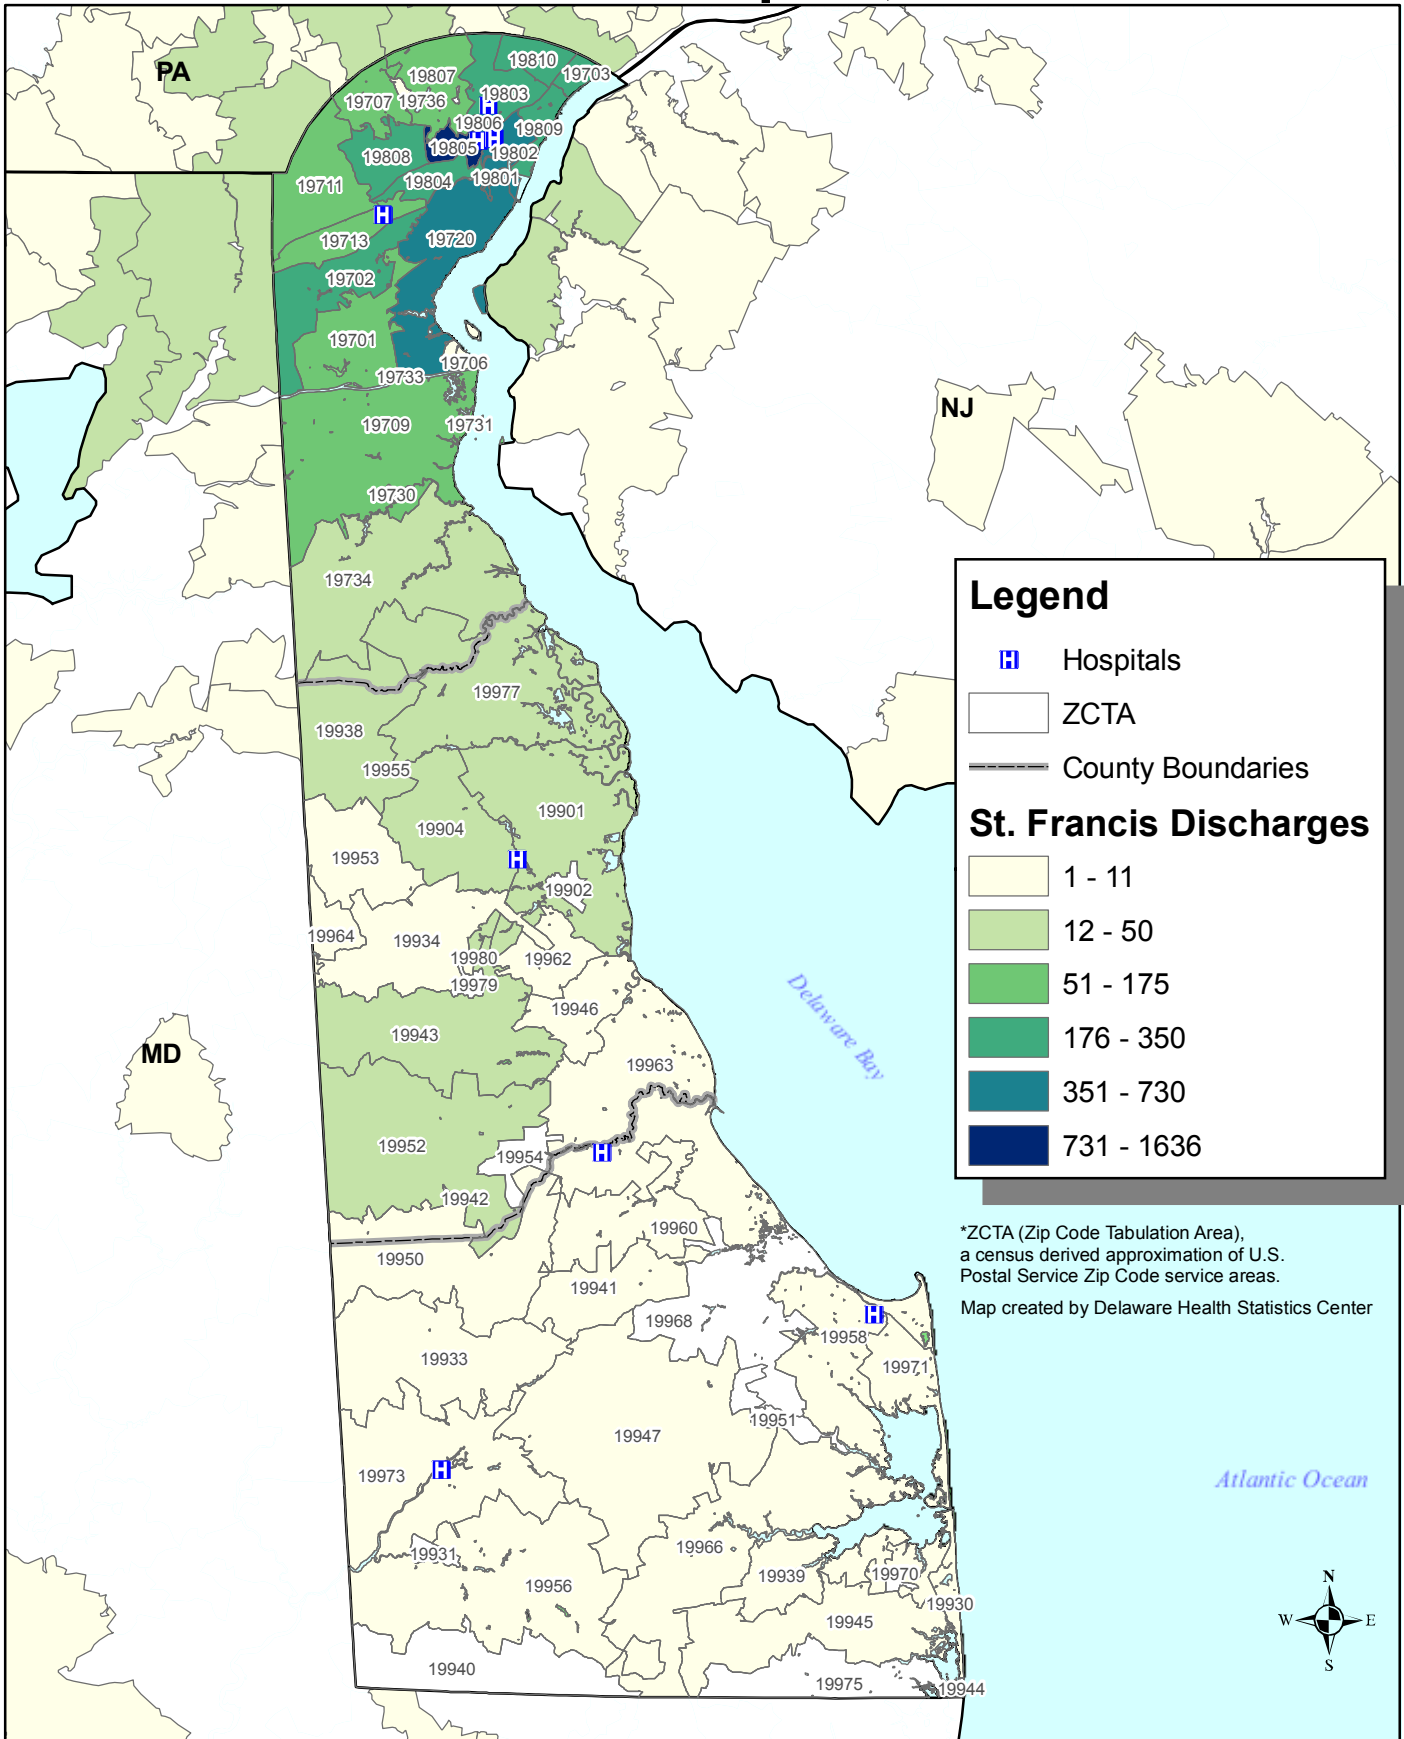 PA
19810
19807
19703
19707
19736
19803
19806
19809
19805
19802
19808
19804
19801
19711
19713
19720
19702
19701
19706
19733
NJ
19709
19731
19730
19734
19977
19938
19955
19901
19904
19953
19902
19964
19934
19980
19962
19979
19946
19943
19963
MD
19952
19954
19942
19960
19950
19941
19968
19958
19933
19971
19951
19947
19973
19966
19931
19939
19970
19956
19930
19945
19940
19975
19944
Delaware Bay
Atlantic Ocean
Legend
H Hospitals
ZCTA
County Boundaries
St. Francis Discharges
1 - 11
12 - 50
51 - 175
176 - 350
351 - 730
731 - 1636
*ZCTA (Zip Code Tabulation Area),
a census derived approximation of U.S.
Postal Service Zip Code service areas.
Map created by Delaware Health Statistics Center
N
W E
S